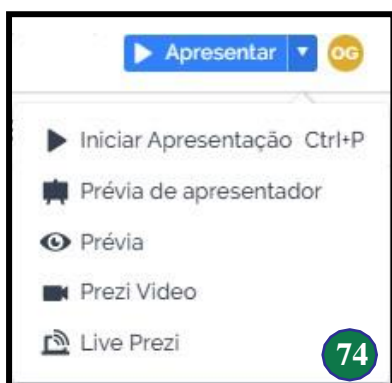 Apresentar
OG
Iniciar Apresentação Ctrl+P
Prévia de apresentador
Prévia
Prezi Video
Live Prezi
74